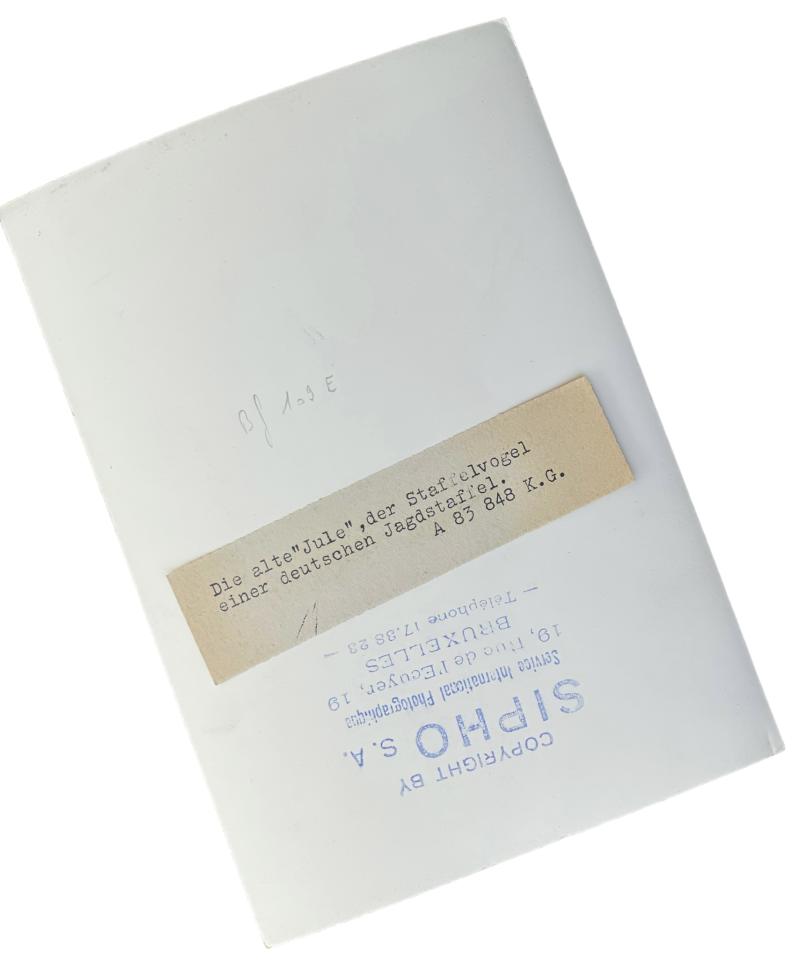 Bf 109 E
Die alte"Jule",der Staffelvogel
einer deutschen Jagdstaffel.
A 83 848 K.G.
COPYRIGHT BY
SIPHO S.A.
Service International Photographique
19, Rue de l'Ecuyer, 19
BRUXELLES
— Téléphone 17.88 23 —